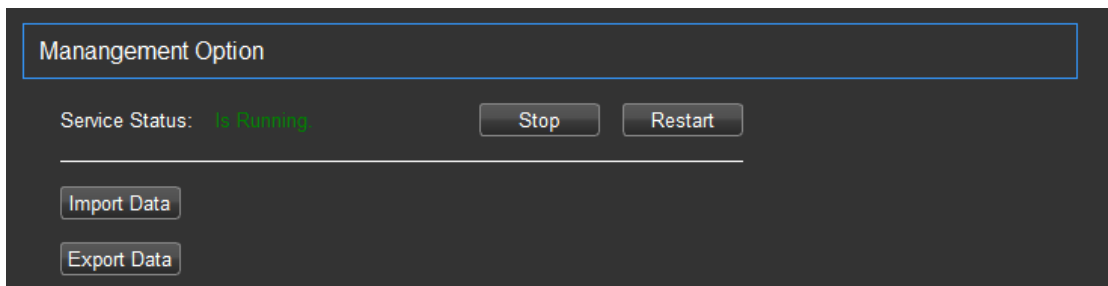 Manangement Option
Service Status: Is Running. Stop Restart
Import Data
Export Data